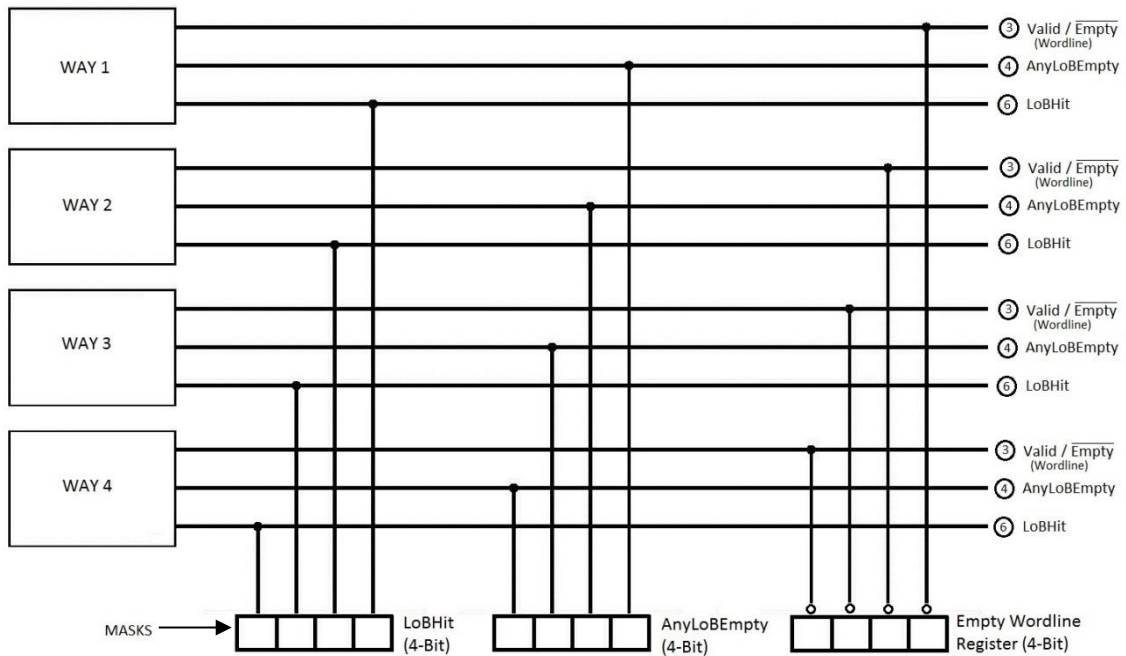 WAY 1
3 Valid / Empty
(Wordline)
4 AnyLoBEmpty
6 LoBHit
WAY 2
3 Valid / Empty
(Wordline)
4 AnyLoBEmpty
6 LoBHit
WAY 3
3 Valid / Empty
(Wordline)
4 AnyLoBEmpty
6 LoBHit
WAY 4
3 Valid / Empty
(Wordline)
4 AnyLoBEmpty
6 LoBHit
MASKS
LoBHit
(4-Bit)
AnyLoBEmpty
(4-Bit)
Empty Wordline
Register (4-Bit)